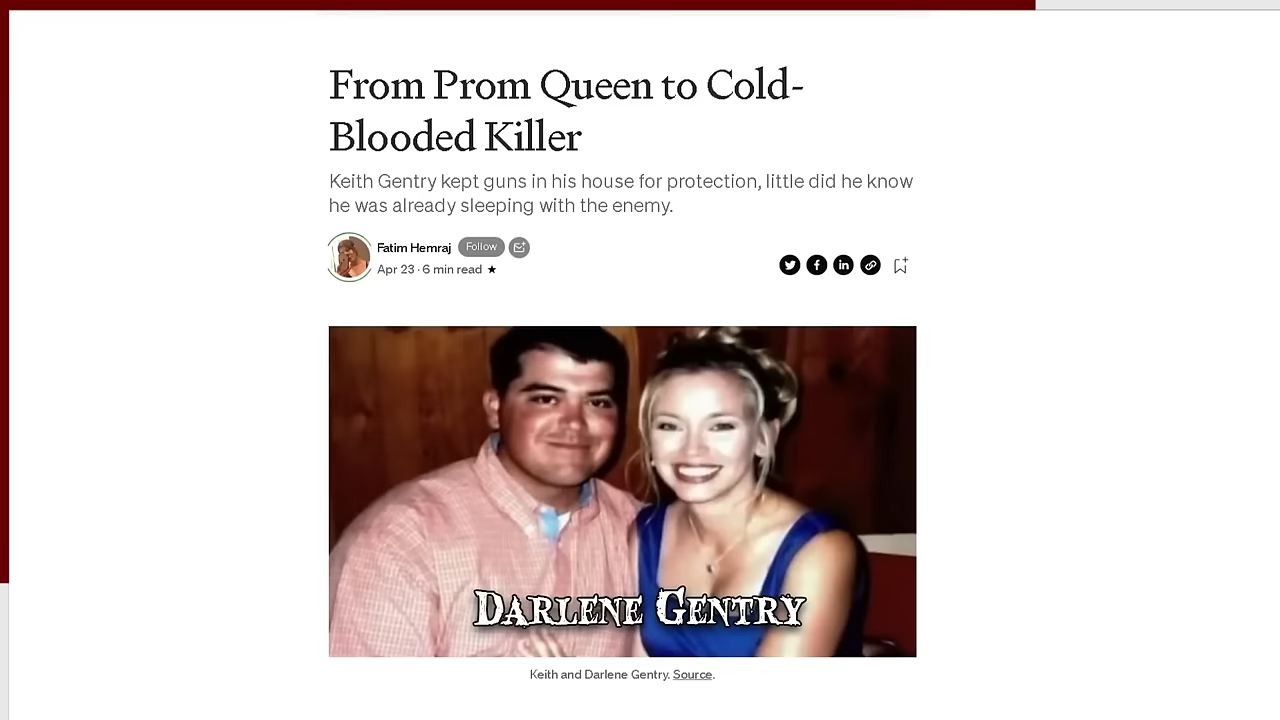 From Prom Queen to Cold-
Blooded Killer
Keith Gentry kept guns in his house for protection, little did he know
he was already sleeping with the enemy.
Fatim Hemraj Follow
Apr 23 · 6 min read ★
DARLENE GENTRY
Keith and Darlene Gentry. Source.